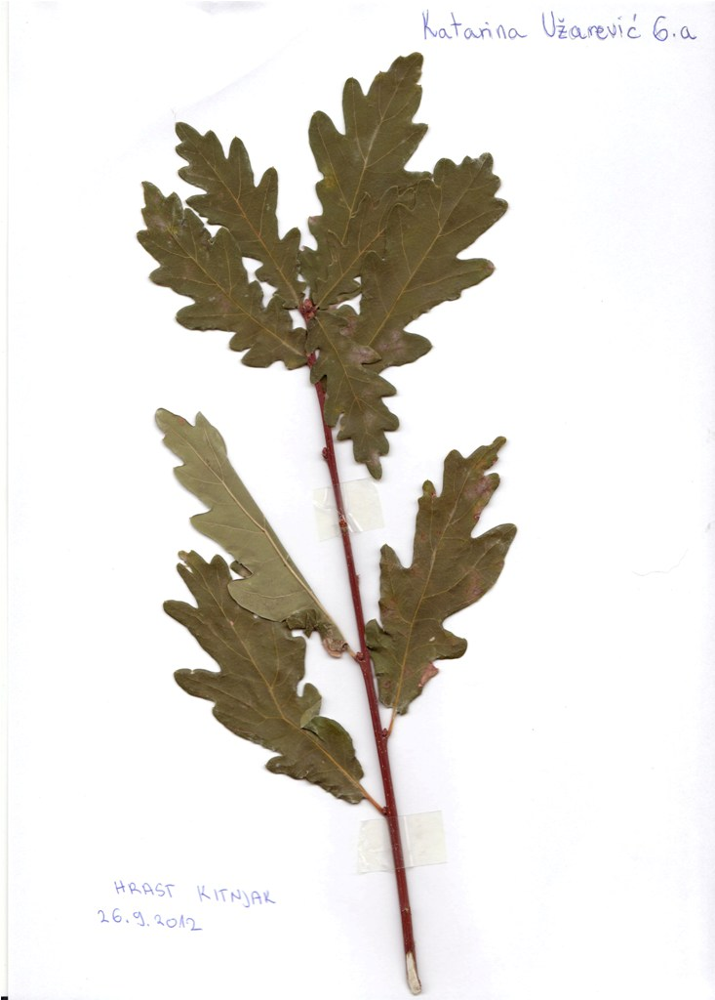 Katarina Užarević 6.a
HRAST KITNJAK
26.9.2012